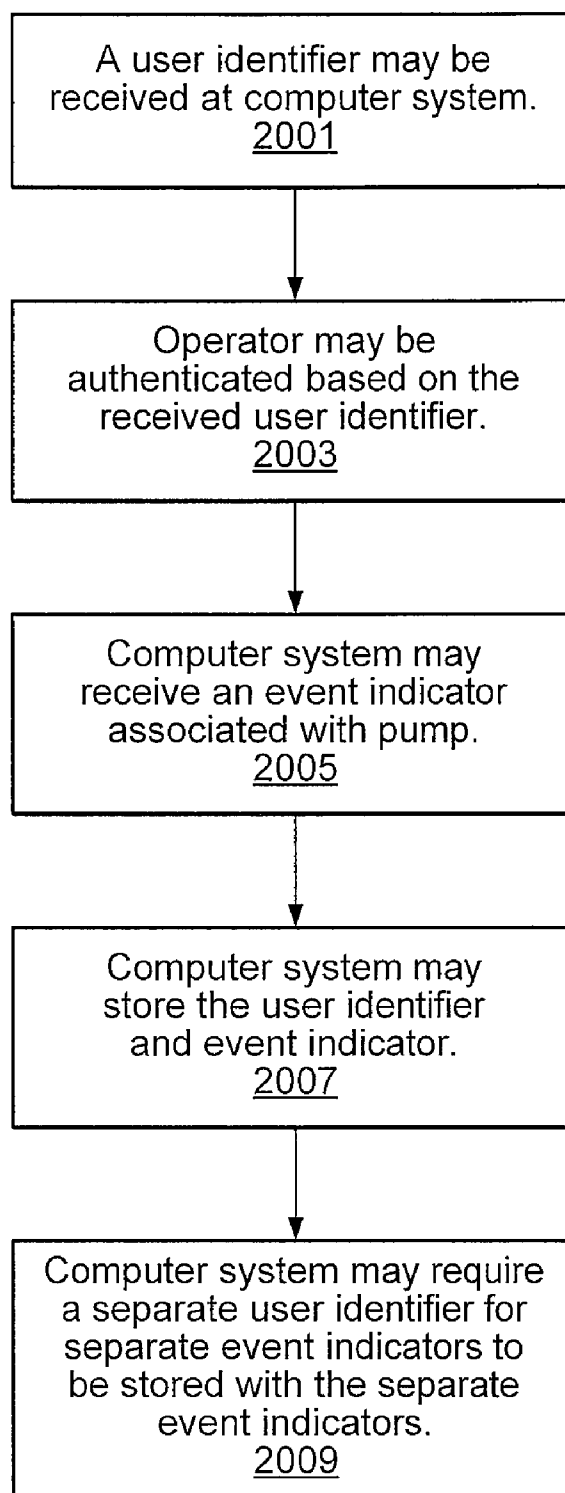 A user identifier may be
received at computer system.
2001
Operator may be
authenticated based on the
received user identifier.
2003
Computer system may
receive an event indicator
associated with pump.
2005
Computer system may
store the user identifier
and event indicator.
2007
Computer system may require
a separate user identifier for
separate event indicators to
be stored with the separate
event indicators.
2009